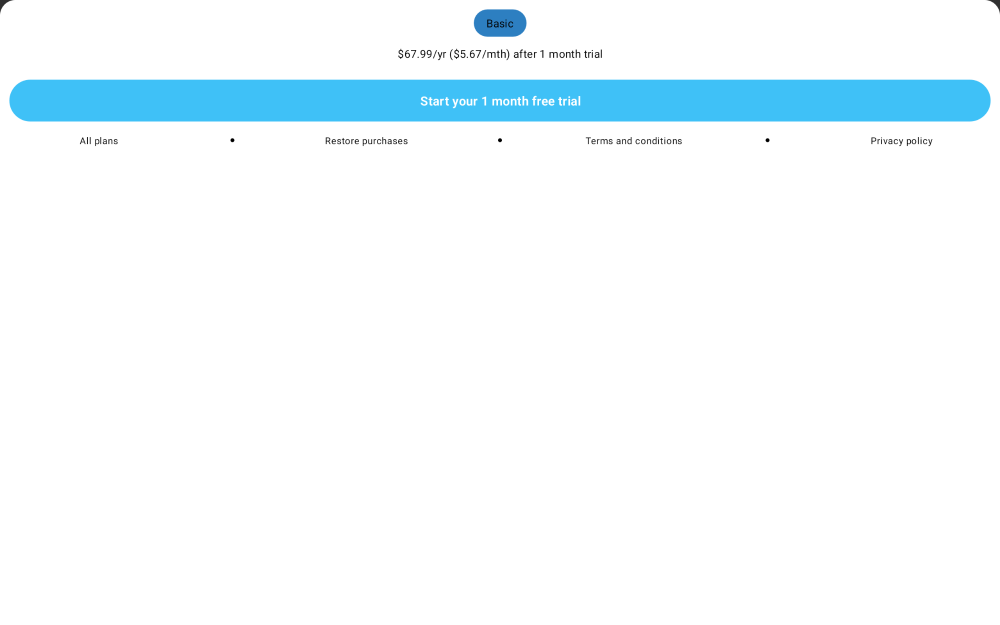 Basic
$67.99/yr ($5.67/mth) after 1 month trial
Start your 1 month free trial
All plans • Restore purchases • Terms and conditions • Privacy policy